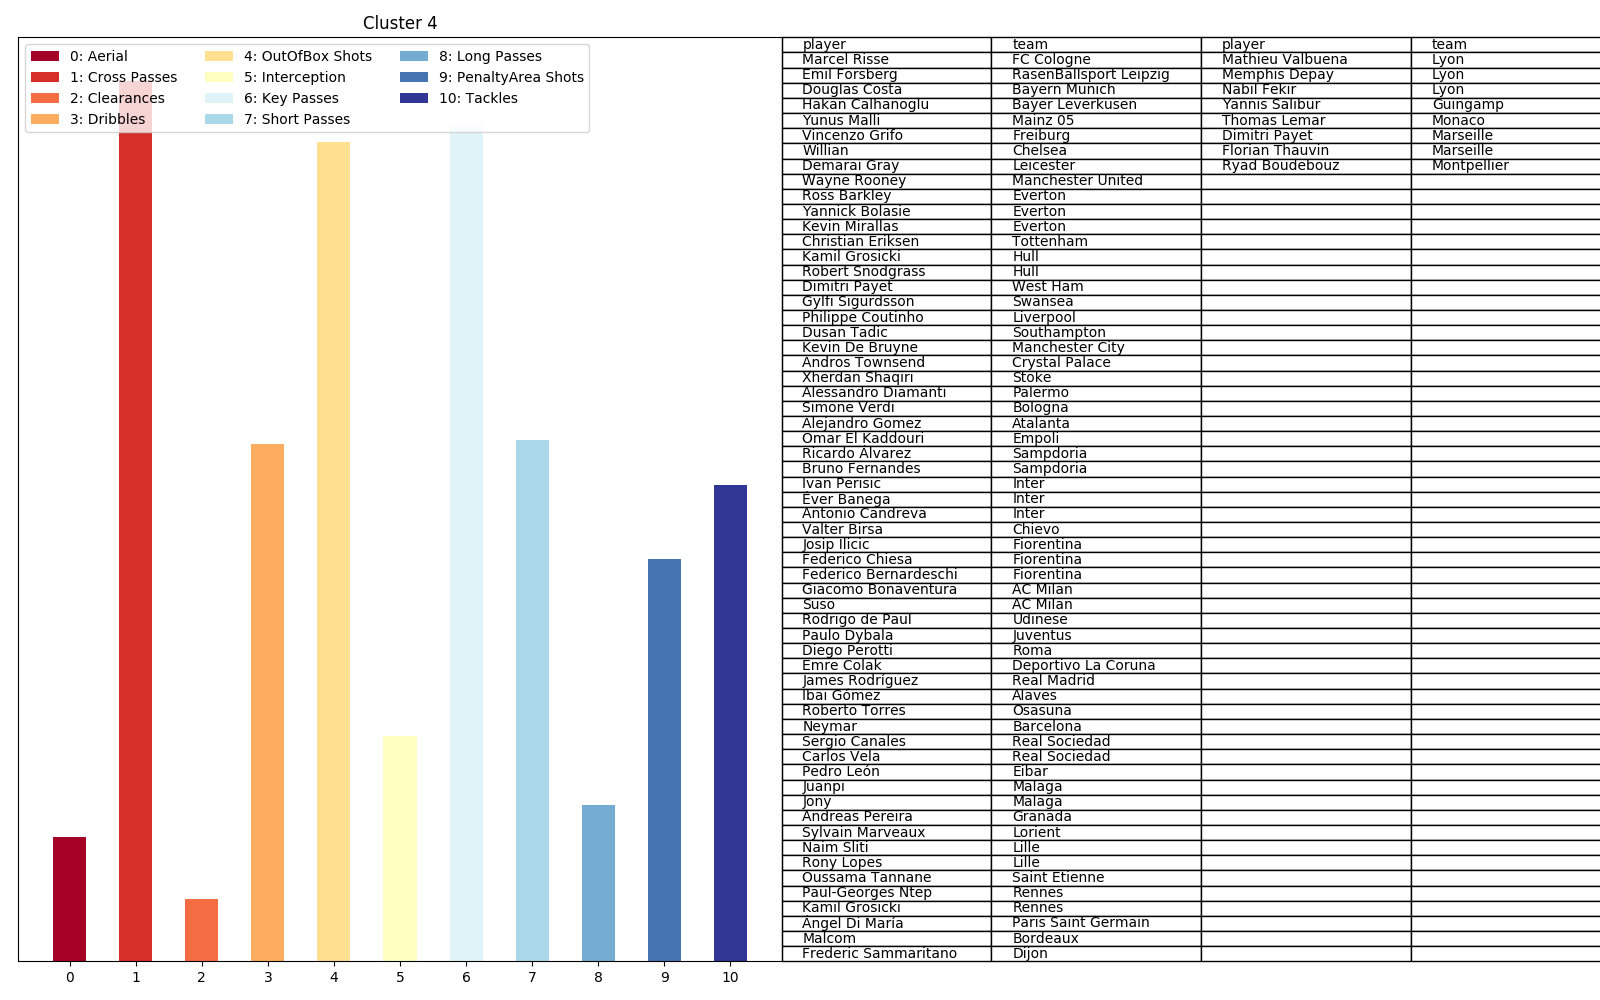 Cluster 4
0: Aerial 4: OutOfBox Shots 8: Long Passes
1: Cross Passes 5: Interception 9: PenaltyArea Shots
2: Clearances 6: Key Passes 10: Tackles
3: Dribbles 7: Short Passes
0 1 2 3 4 5 6 7 8 9 10
player team player team
Marcel Risse FC Cologne Mathieu Valbuena Lyon
Emil Forsberg RasenBallsport Leipzig Memphis Depay Lyon
Douglas Costa Bayern Munich Nabil Fekir Lyon
Hakan Calhanoglu Bayer Leverkusen Yannis Salibur Guingamp
Yunus Malli Mainz 05 Thomas Lemar Monaco
Vincenzo Grifo Freiburg Dimitri Payet Marseille
Willian Chelsea Florian Thauvin Marseille
Demarai Gray Leicester Ryad Boudebouz Montpellier
Wayne Rooney Manchester United
Ross Barkley Everton
Yannick Bolasie Everton
Kevin Mirallas Everton
Christian Eriksen Tottenham
Kamil Grosicki Hull
Robert Snodgrass Hull
Dimitri Payet West Ham
Gylfi Sigurdsson Swansea
Philippe Coutinho Liverpool
Dusan Tadic Southampton
Kevin De Bruyne Manchester City
Andros Townsend Crystal Palace
Xherdan Shaqiri Stoke
Alessandro Diamanti Palermo
Simone Verdi Bologna
Alejandro Gomez Atalanta
Omar El Kaddouri Empoli
Ricardo Álvarez Sampdoria
Bruno Fernandes Sampdoria
Ivan Perisic Inter
Éver Banega Inter
Antonio Candreva Inter
Valter Birsa Chievo
Josip Ilicic Fiorentina
Federico Chiesa Fiorentina
Federico Bernardeschi Fiorentina
Giacomo Bonaventura AC Milan
Suso AC Milan
Rodrigo de Paul Udinese
Paulo Dybala Juventus
Diego Perotti Roma
Emre Colak Deportivo La Coruna
James Rodríguez Real Madrid
Ibai Gómez Alaves
Roberto Torres Osasuna
Neymar Barcelona
Sergio Canales Real Sociedad
Carlos Vela Real Sociedad
Pedro León Eibar
Juanpi Malaga
Jony Malaga
Andreas Pereira Granada
Sylvain Marveaux Lorient
Naim Sliti Lille
Rony Lopes Lille
Oussama Tannane Saint Etienne
Paul-Georges Ntep Rennes
Kamil Grosicki Rennes
Ángel Di María Paris Saint Germain
Malcom Bordeaux
Frederic Sammaritano Dijon